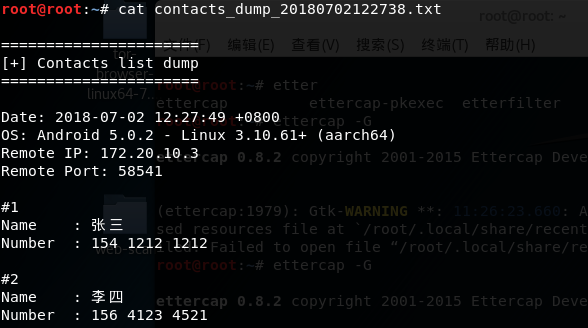 root@root:~# cat contacts_dump_20180702122738.txt
root@root: ~
文件(F) 编辑(E) 查看(V) 搜索(S) 终端(T) 帮助(H)
======================
[+] Contacts list dump
======================
for-
browser-
linux64-7...
root@root:~# etter
ettercap ettercap-pkexec etterfilter
ettercap -G
Date: 2018-07-02 12:27:49 +0800
OS: Android 5.0.2 - Linux 3.10.61+ (aarch64)
Remote IP: 172.20.10.3
ettercap 0.8.2 copyright 2001-2015 Ettercap Deve
Remote Port: 58541
#1
(ettercap:1979): Gtk-WARNING **: 11:26:23.660: A
Name : 张三
sed resources file at `/root/.local/share/recent
Number : 154 1212 1212
Failed to open file “/root/.local/share/re
root@root:~# ettercap -G
#2
Name : 李四
ettercap 0.8.2 copyright 2001-2015 Ettercap Deve
Number : 156 4123 4521